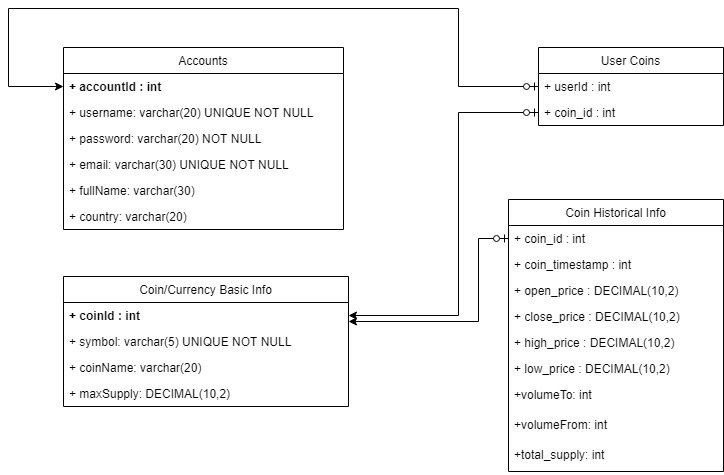 Accounts
+ accountId : int
+ username: varchar(20) UNIQUE NOT NULL
+ password: varchar(20) NOT NULL
+ email: varchar(30) UNIQUE NOT NULL
+ fullName: varchar(30)
+ country: varchar(20)
User Coins
+ userId : int
+ coin_id : int
Coin/Currency Basic Info
+ coinId : int
+ symbol: varchar(5) UNIQUE NOT NULL
+ coinName: varchar(20)
+ maxSupply: DECIMAL(10,2)
Coin Historical Info
+ coin_id : int
+ coin_timestamp : int
+ open_price : DECIMAL(10,2)
+ close_price : DECIMAL(10,2)
+ high_price : DECIMAL(10,2)
+ low_price : DECIMAL(10,2)
+volumeTo: int
+volumeFrom: int
+total_supply: int